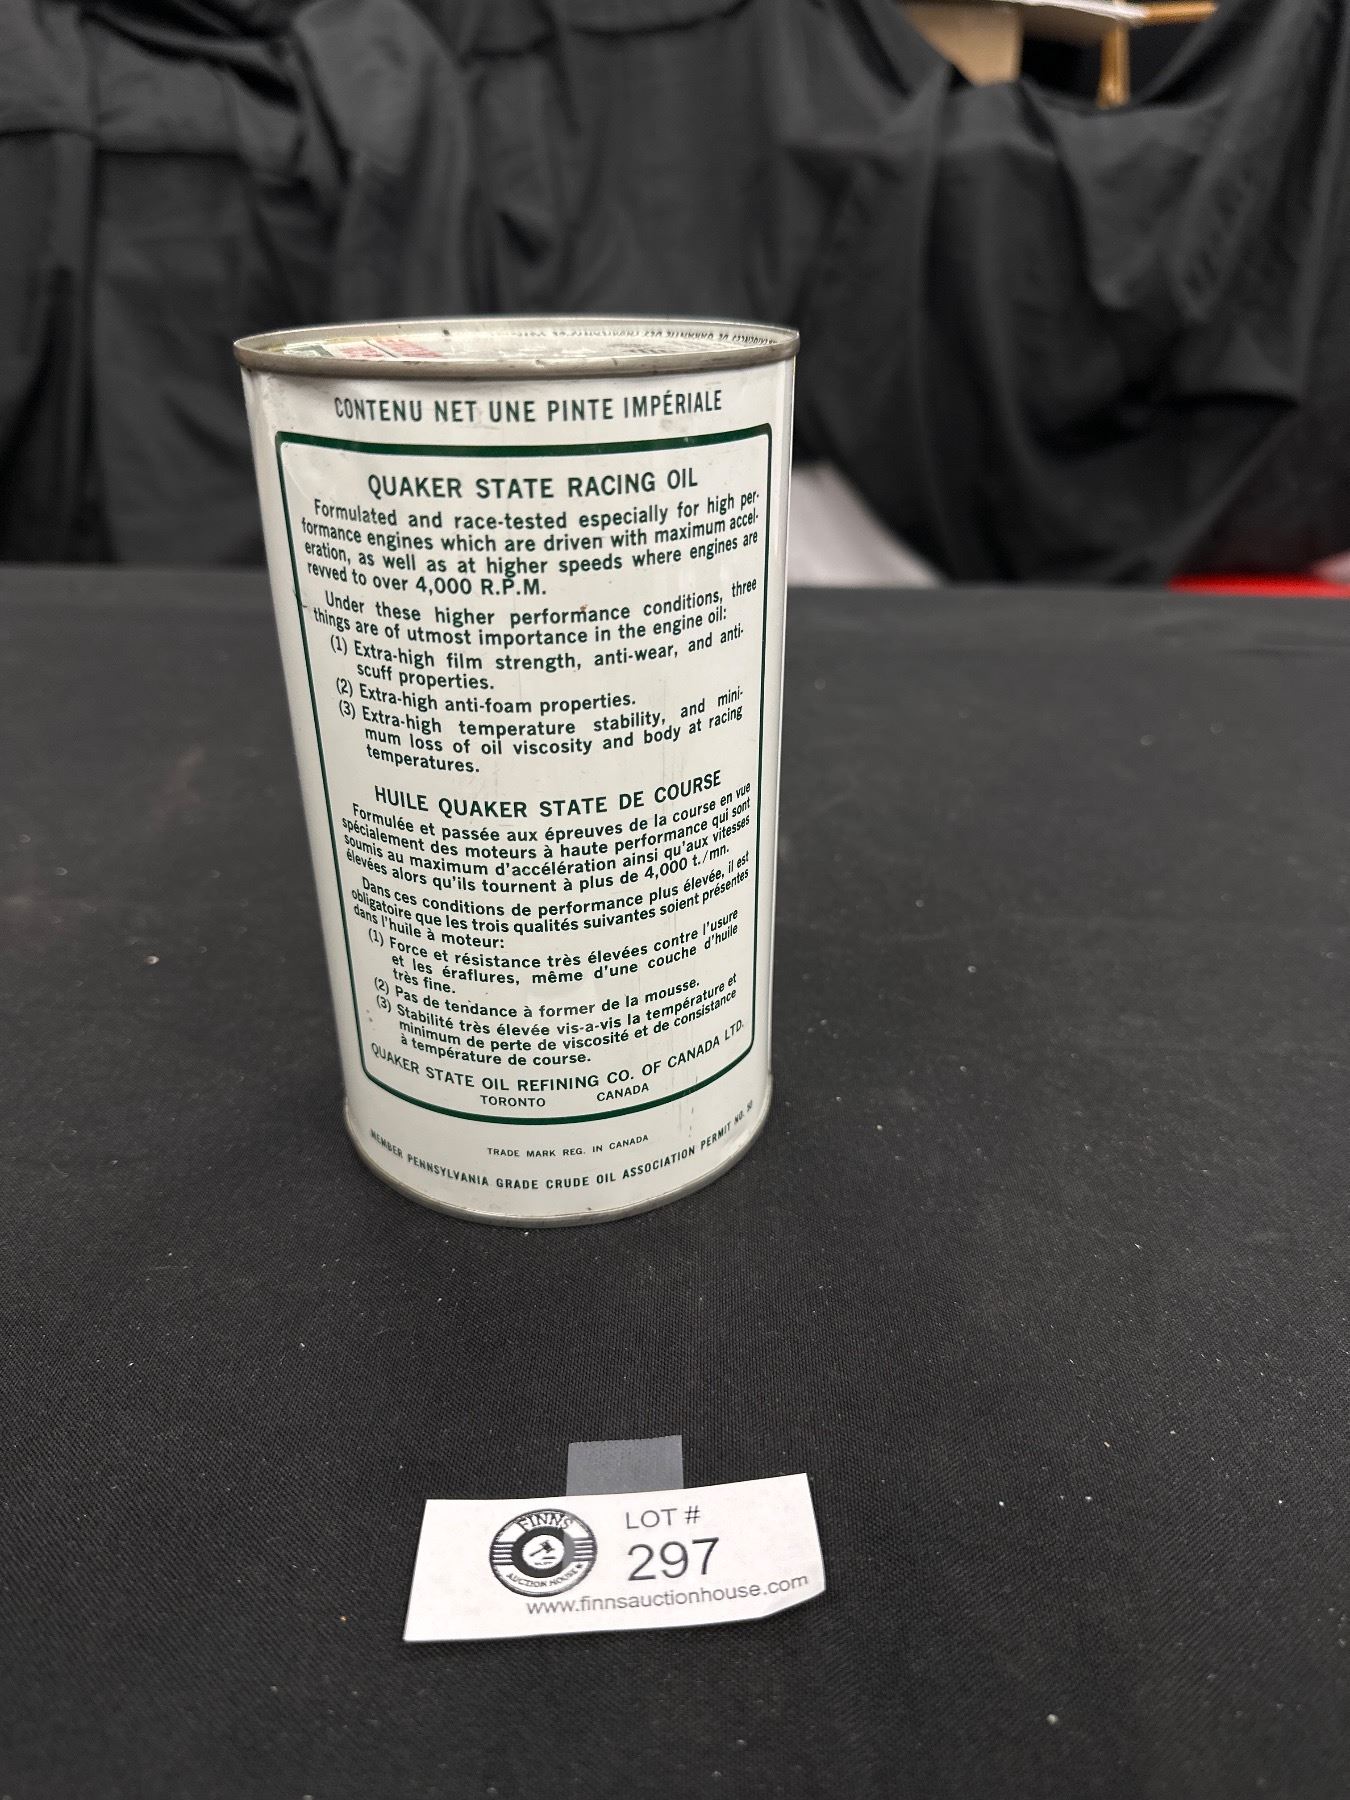 CONTENU NET UNE PINTE IMPÉRIALE
QUAKER STATE RACING OIL
Formulated and race-tested especially for high per-
formance engines which are driven with maximum accel-
eration, as well as at higher speeds where engines are
revved to over 4,000 R.P.M.
Under these higher performance conditions, three
things are of utmost importance in the engine oil:
(1) Extra-high film strength, anti-wear, and anti-
scuff properties.
(2) Extra-high anti-foam properties.
(3) Extra-high temperature stability, and mini-
mum loss of oil viscosity and body at racing
temperatures.
HUILE QUAKER STATE DE COURSE
Formulée et passée aux épreuves de la course en vue
spécialement des moteurs à haute performance qui sont
soumis au maximum d'accélération ainsi qu'aux vitesses
élevées alors qu'ils tournent à plus de 4,000 t./mn.
Dans ces conditions de performance plus élevée, il est
obligatoire que les trois qualités suivantes soient présentes
dans l'huile à moteur:
(1) Force et résistance très élevées contre l'usure
et les éraflures, même d'une couche d'huile
très fine.
(2) Pas de tendance à former de la mousse.
(3) Stabilité très élevée vis-a-vis la température et
minimum de perte de viscosité et de consistance
à température de course.
QUAKER STATE OIL REFINING CO. OF CANADA LTD.
TORONTO CANADA
TRADE MARK REG. IN CANADA
MEMBER PENNSYLVANIA GRADE CRUDE OIL ASSOCIATION PERMIT NO. 50
FINNS
AUCTION HOUSE
LOT #
297
www.finnsauctionhouse.com